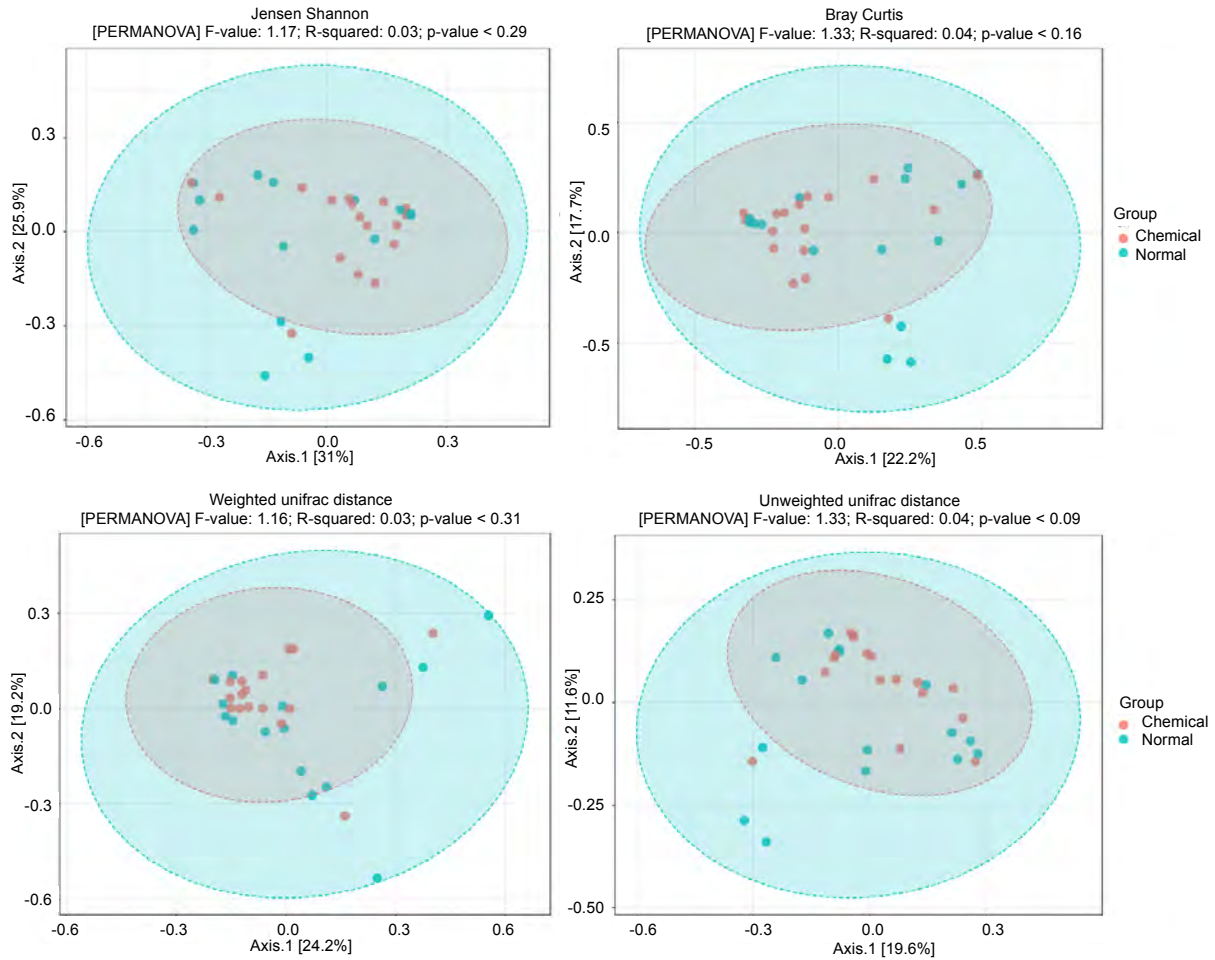 Jensen Shannon
[PERMANOVA] F-value: 1.17; R-squared: 0.03; p-value < 0.29
Axis.2 [25.9%]
0.3
0.0
-0.3
-0.6
-0.6
-0.3
0.0
0.3
Axis.1 [31%]
Bray Curtis
[PERMANOVA] F-value: 1.33; R-squared: 0.04; p-value < 0.16
Axis.2 [17.7%]
0.5
0.0
-0.5
-0.5
0.0
0.5
Axis.1 [22.2%]
Group
Chemical
Normal
Weighted unifrac distance
[PERMANOVA] F-value: 1.16; R-squared: 0.03; p-value < 0.31
Axis.2 [19.2%]
0.3
0.0
-0.3
-0.6
-0.6
-0.3
0.0
0.3
0.6
Axis.1 [24.2%]
Unweighted unifrac distance
[PERMANOVA] F-value: 1.33; R-squared: 0.04; p-value < 0.09
Axis.2 [11.6%]
0.25
0.0
-0.25
-0.50
-0.6
-0.3
0.0
0.3
Axis.1 [19.6%]
Group
Chemical
Normal